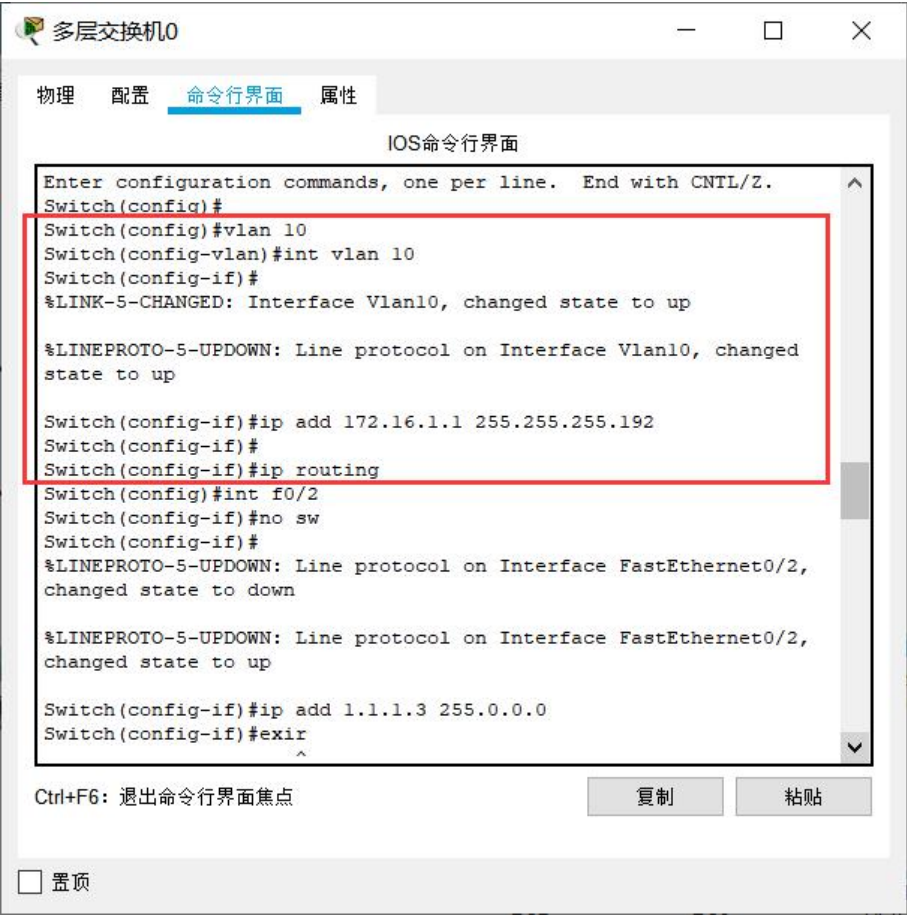 多层交换机0
物理 配置 命令行界面 属性
IOS命令行界面
Enter configuration commands, one per line.  End with CNTL/Z.
Switch(config)#
Switch(config)#vlan 10
Switch(config-vlan)#int vlan 10
Switch(config-if)#
%LINK-5-CHANGED: Interface Vlan10, changed state to up
%LINEPROTO-5-UPDOWN: Line protocol on Interface Vlan10, changed
state to up
Switch(config-if)#ip add 172.16.1.1 255.255.255.192
Switch(config-if)#
Switch(config-if)#ip routing
Switch(config)#int f0/2
Switch(config-if)#no sw
Switch(config-if)#
%LINEPROTO-5-UPDOWN: Line protocol on Interface FastEthernet0/2,
changed state to down
%LINEPROTO-5-UPDOWN: Line protocol on Interface FastEthernet0/2,
changed state to up
Switch(config-if)#ip add 1.1.1.3 255.0.0.0
Switch(config-if)#exir
^
Ctrl+F6: 退出命令行界面焦点 复制 粘贴
置顶